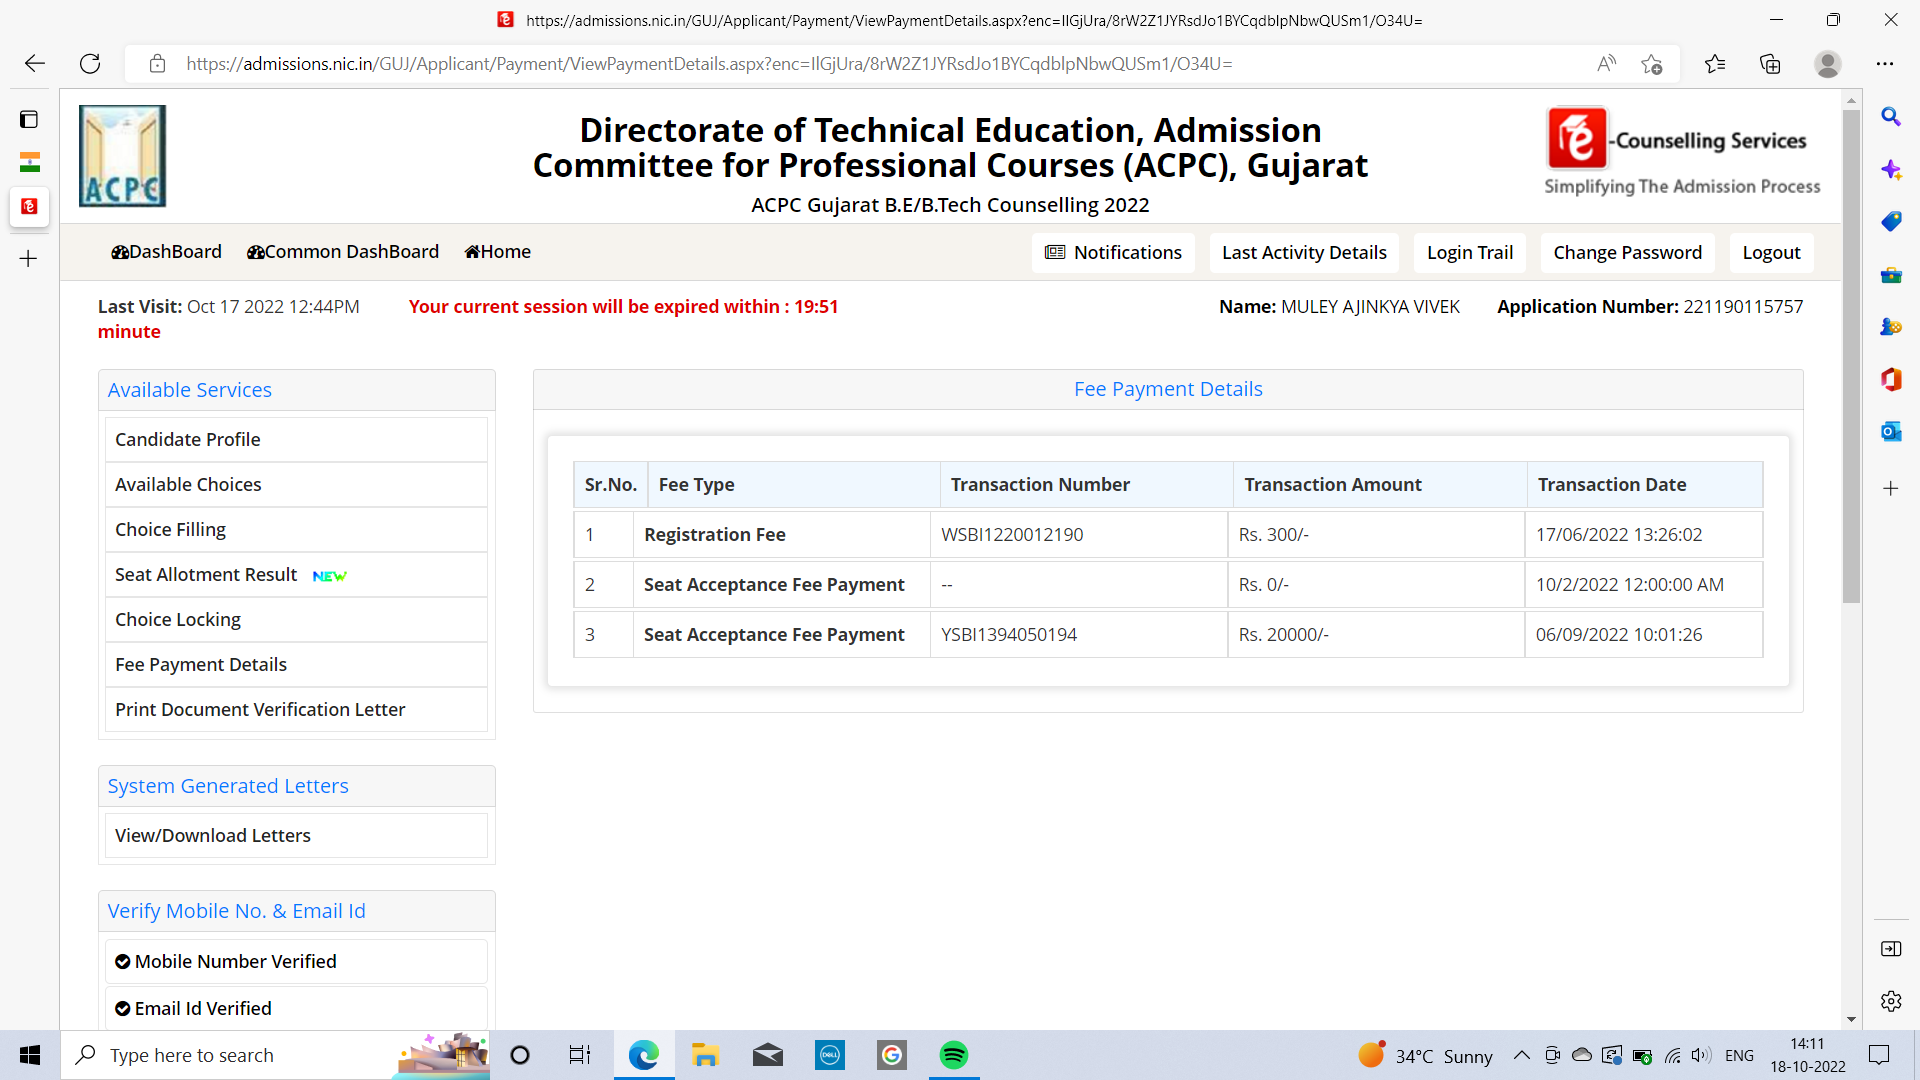 https://admissions.nic.in/GUJ/Applicant/Payment/ViewPaymentDetails.aspx?enc=IlGjUra/8rW2Z1JYRsdJo1BYCqdbIpNbwQUSm1/O34U=
https://admissions.nic.in/GUJ/Applicant/Payment/ViewPaymentDetails.aspx?enc=IlGjUra/8rW2Z1JYRsdJo1BYCqdbIpNbwQUSm1/O34U=
ACPC
Directorate of Technical Education, Admission
Committee for Professional Courses (ACPC), Gujarat
ACPC Gujarat B.E/B.Tech Counselling 2022
e-Counselling Services
Simplifying The Admission Process
DashBoard Common DashBoard Home Notifications Last Activity Details Login Trail Change Password Logout
Last Visit: Oct 17 2022 12:44PM Your current session will be expired within : 19:51 Name: MULEY AJINKYA VIVEK Application Number: 221190115757
minute
Available Services
Candidate Profile
Available Choices
Choice Filling
Seat Allotment Result NEW
Choice Locking
Fee Payment Details
Print Document Verification Letter
System Generated Letters
View/Download Letters
Verify Mobile No. & Email Id
Mobile Number Verified
Email Id Verified
Fee Payment Details
Sr.No. Fee Type Transaction Number Transaction Amount Transaction Date
1 Registration Fee WSBI1220012190 Rs. 300/- 17/06/2022 13:26:02
2 Seat Acceptance Fee Payment -- Rs. 0/- 10/2/2022 12:00:00 AM
3 Seat Acceptance Fee Payment YSBI1394050194 Rs. 20000/- 06/09/2022 10:01:26
Type here to search
DELL
G
34°C Sunny
ENG
14:11
18-10-2022